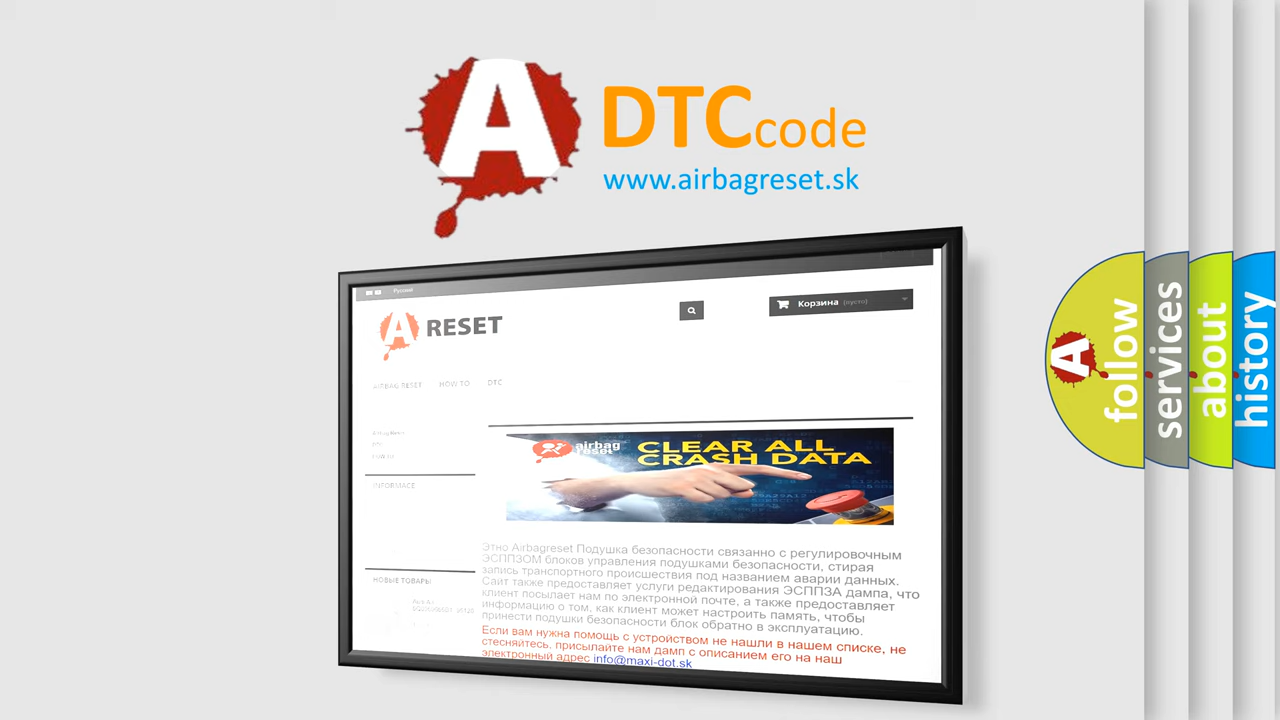 A
DTCcode
www.airbagreset.sk
Русский
A RESET
Корзина (пусто)
AIRBAG RESET HOW TO DTC
INFORMACE
airbag
reset
CLEAR ALL
CRASH DATA
НОВЫЕ ТОВАРЫ
Этно Airbagreset Подушка безопасности связанно с регулировочным
ЭСППЗОМ блоков управления подушками безопасности, стирая
запись транспортного происшествия под названием аварии данных.
Сайт также предоставляет услуги редактирования ЭСППЗА дампа, что
клиент посылает нам по электронной почте, а также предоставляет
информацию о том, как клиент может настроить память, чтобы
принести подушки безопасности блок обратно в эксплуатацию.
Если вам нужна помощь с устройством не нашли в нашем списке, не
стесняйтесь, присылайте нам дамп с описанием его на наш
электронный адрес info@maxi-dot.sk
A
follow
services
about
history